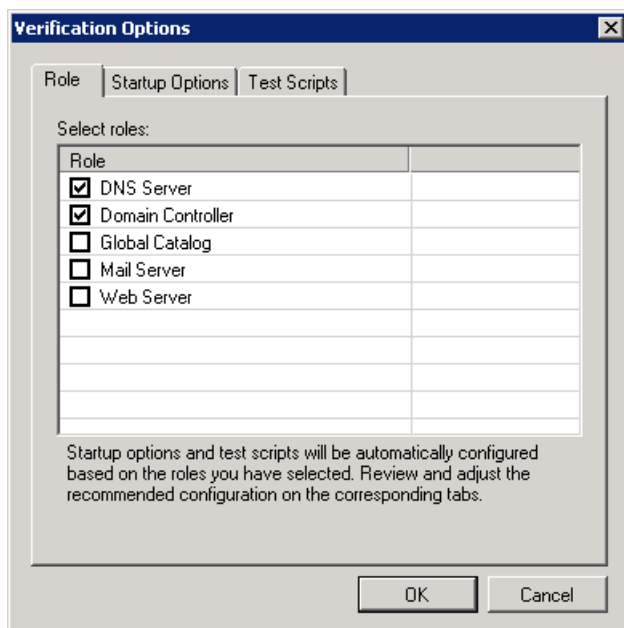 Verification Options
Role
Startup Options
Test Scripts
Select roles:
Role
DNS Server
Domain Controller
Global Catalog
Mail Server
Web Server
Startup options and test scripts will be automatically configured
based on the roles you have selected. Review and adjust the
recommended configuration on the corresponding tabs.
OK
Cancel